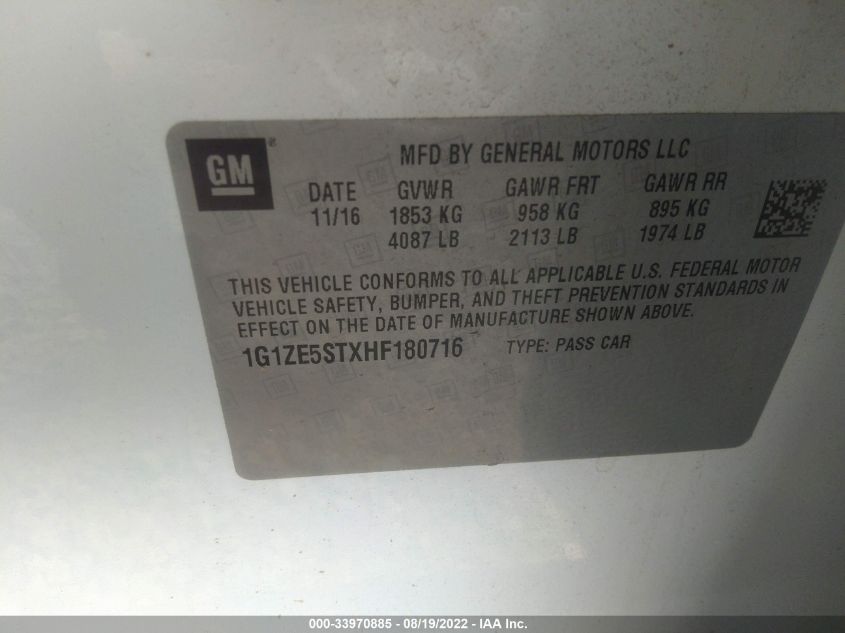 GM®
MFD BY GENERAL MOTORS LLC
DATE GVWR GAWR FRT GAWR RR
11/16 1853 KG 958 KG 895 KG
4087 LB 2113 LB 1974 LB
THIS VEHICLE CONFORMS TO ALL APPLICABLE U.S. FEDERAL MOTOR
VEHICLE SAFETY, BUMPER, AND THEFT PREVENTION STANDARDS IN
EFFECT ON THE DATE OF MANUFACTURE SHOWN ABOVE.
1G1ZE5STXHF180716 TYPE: PASS CAR
000-33970885 - 08/19/2022 - IAA Inc.